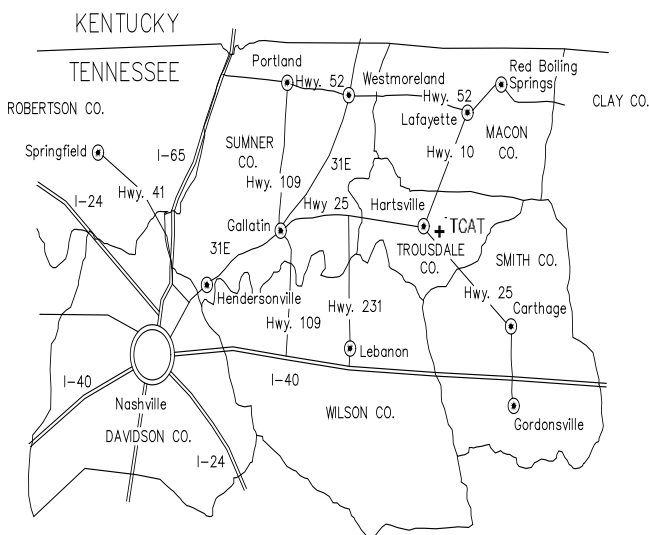 KENTUCKY
TENNESSEE
Portland
Hwy. 52
Westmoreland
Red Boiling
Springs
Hwy. 52
CLAY CO.
ROBERTSON CO.
Lafayette
MACON
CO.
Springfield
I-65
SUMNER
CO.
31E
Hwy. 10
Hwy. 109
Hwy. 41
I-24
Hwy 25
Hartsville
Gallatin
TCAT
31E
TROUSDALE
CO.
SMITH CO.
Hendersonville
Hwy. 231
Hwy. 25
Carthage
Hwy. 109
Lebanon
I-40
I-40
Nashville
WILSON CO.
Gordonsville
DAVIDSON CO.
I-24